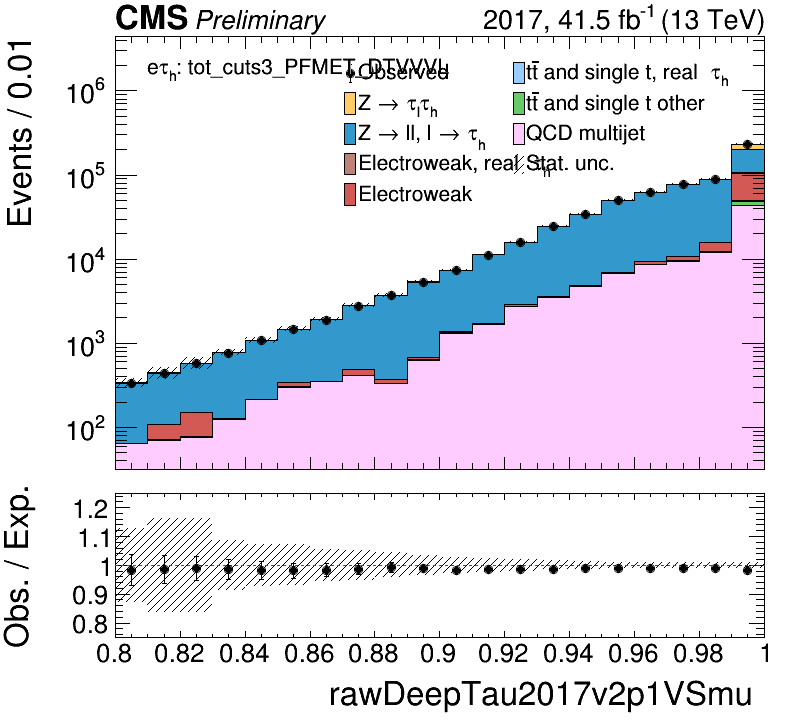 CMS Preliminary 2017, 41.5 fb⁻¹ (13 TeV)
Events / 0.01
eτh: tot_cuts3_PFMET_DTVVVL
Observed
Z → τlτh
Z → ll, l → τh
Electroweak, real τh
Electroweak
tt̄ and single t, real τh
tt̄ and single t other
QCD multijet
Stat. unc.
10⁶
10⁵
10⁴
10³
10²
Obs. / Exp.
1.2
1.1
1
0.9
0.8
0.8 0.82 0.84 0.86 0.88 0.9 0.92 0.94 0.96 0.98 1
rawDeepTau2017v2p1VSmu